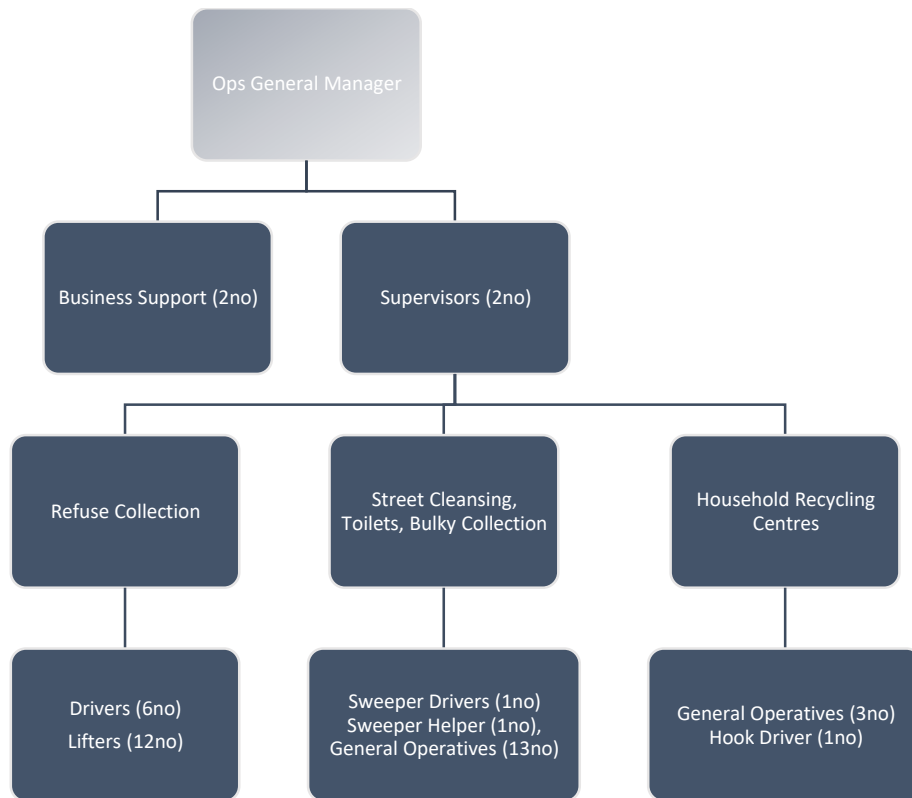 Ops General Manager
Business Support (2no)
Supervisors (2no)
Refuse Collection
Street Cleansing,
Toilets, Bulky Collection
Household Recycling
Centres
Drivers (6no)
Lifters (12no)
Sweeper Drivers (1no)
Sweeper Helper (1no),
General Operatives (13no)
General Operatives (3no)
Hook Driver (1no)